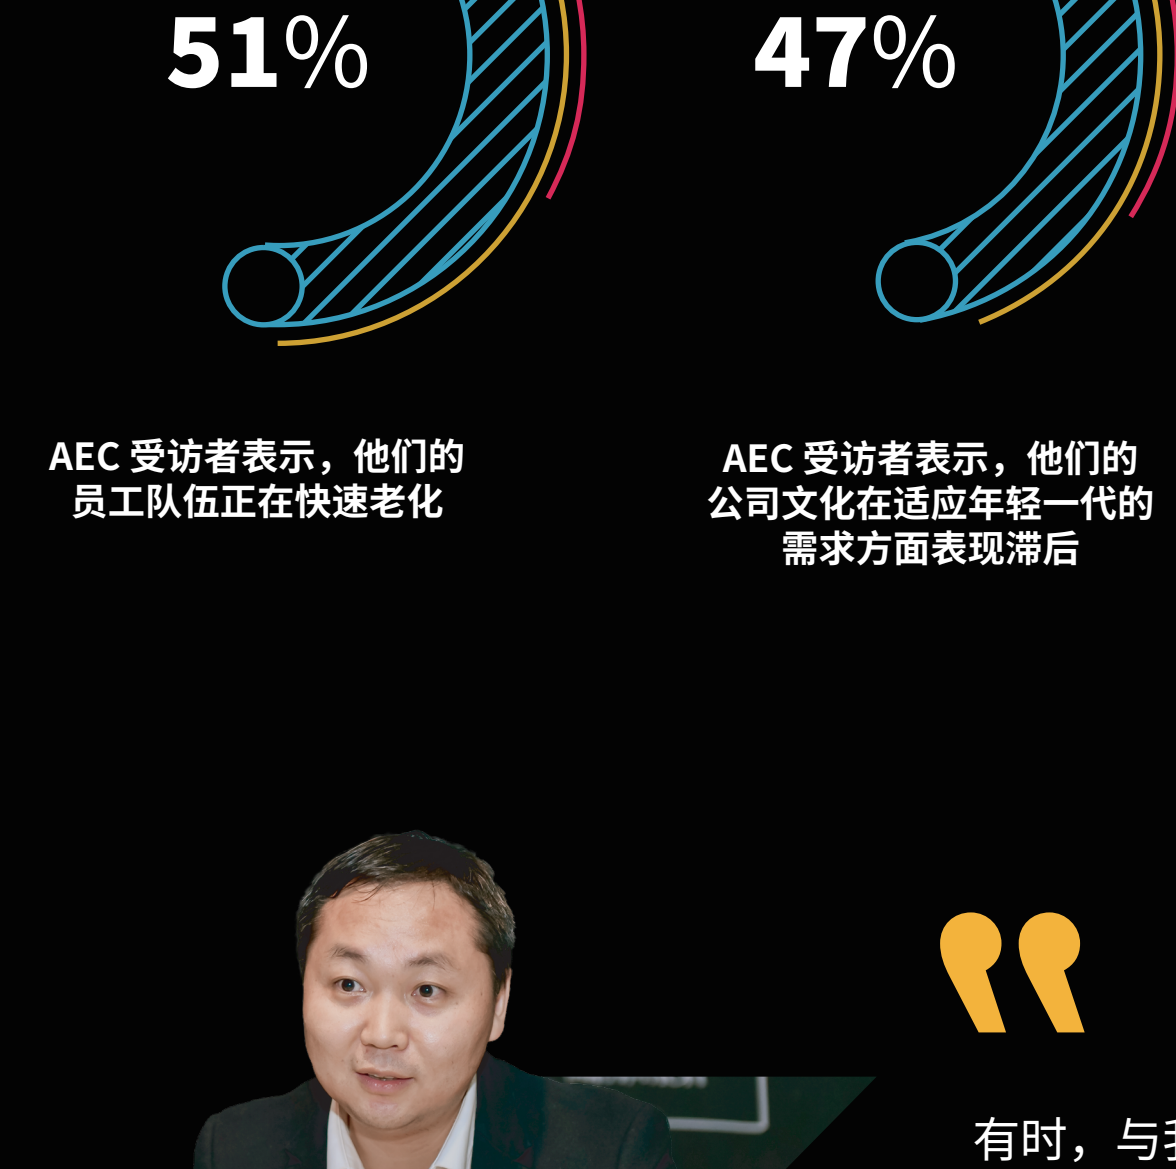 51%
47%
AEC 受访者表示，他们的
员工队伍正在快速老化
AEC 受访者表示，他们的
公司文化在适应年轻一代的
需求方面表现滞后
有时，与